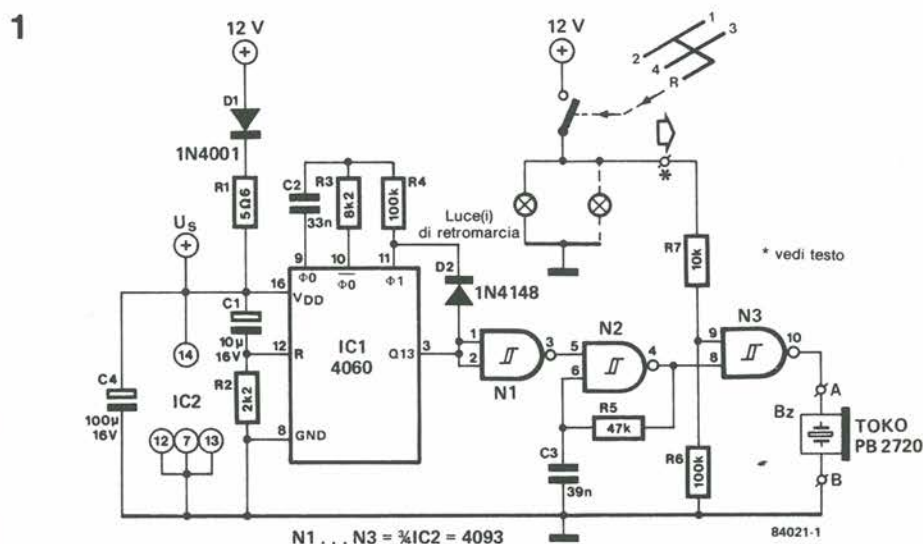 1
12 V
D1
1N4001
R1
5Ω6
Us
C4
100µ
16V
14
C1
10µ
16V
IC2
12 7 13
R2
2k2
C2
33n
R3
8k2
R4
100k
9 10 11
Φ0 Φ0 Φ1
16
VDD
12
R
IC1
4060
Q13
3
8
GND
D2
1N4148
1
2
N1
3
5
6
N2
4
R5
47k
C3
39n
12 V
1
2
3
4
R
Luce(i)
di retromarcia
*
R7
10k
* vedi testo
R6
100k
N3
9
8
10
A
Bz
TOKO
PB 2720
B
N1 . . . N3 = ¾IC2 = 4093
84021-1